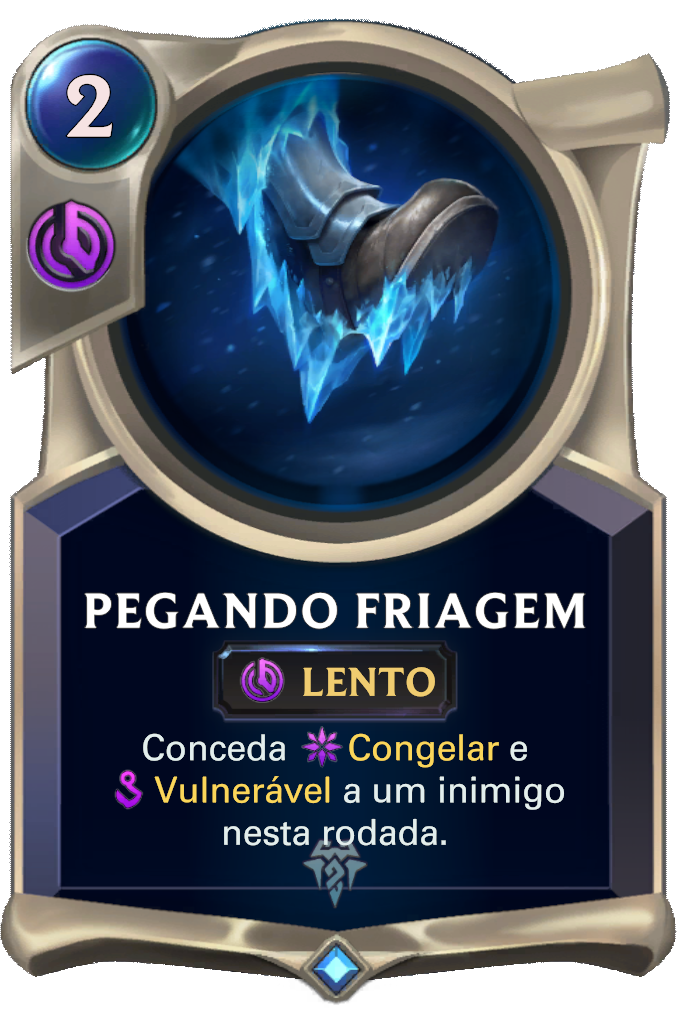 2
PEGANDO FRIAGEM
LENTO
Conceda Congelar e
Vulnerável a um inimigo
nesta rodada.